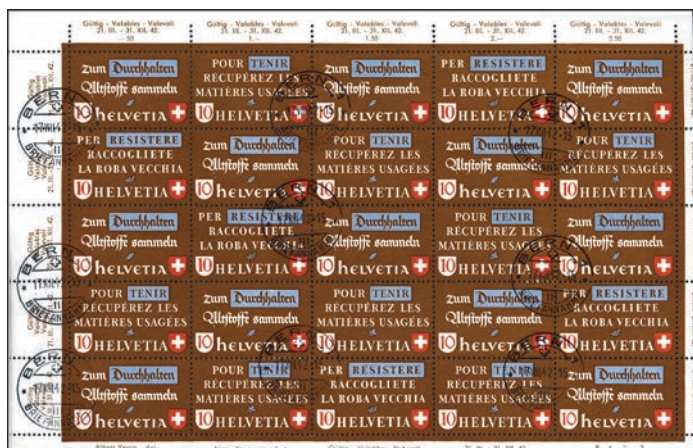 Gültig - Valables - Valevoli
21. III. - 31. XII. 42.
—.50
Gültig - Valables - Valevoli
21. III. - 31. XII. 42.
1.—
Gültig - Valables - Valevoli
21. III. - 31. XII. 42.
1.50
Gültig - Valables - Valevoli
21. III. - 31. XII. 42.
2.—
Gültig - Valables - Valevoli
21. III. - 31. XII. 42.
2.50
zum Durchhalten
Altstoffe sammeln
10 helvetia
POUR TENIR
RÉCUPÉREZ LES
MATIÈRES USAGÉES
10 HELVETIA
zum Durchhalten
Altstoffe sammeln
10 helvetia
PER RESISTERE
RACCOGLIETE
LA ROBA VECCHIA
10 HELVETIA
zum Durchhalten
Altstoffe sammeln
10 helvetia
PER RESISTERE
RACCOGLIETE
LA ROBA VECCHIA
10 HELVETIA
zum Durchhalten
Altstoffe sammeln
10 helvetia
POUR TENIR
RÉCUPÉREZ LES
MATIÈRES USAGÉES
10 HELVETIA
zum Durchhalten
Altstoffe sammeln
10 helvetia
POUR TENIR
RÉCUPÉREZ LES
MATIÈRES USAGÉES
10 HELVETIA
zum Durchhalten
Altstoffe sammeln
10 helvetia
PER RESISTERE
RACCOGLIETE
LA ROBA VECCHIA
10 HELVETIA
zum Durchhalten
Altstoffe sammeln
10 helvetia
POUR TENIR
RÉCUPÉREZ LES
MATIÈRES USAGÉES
10 HELVETIA
zum Durchhalten
Altstoffe sammeln
10 helvetia
POUR TENIR
RÉCUPÉREZ LES
MATIÈRES USAGÉES
10 HELVETIA
zum Durchhalten
Altstoffe sammeln
10 helvetia
POUR TENIR
RÉCUPÉREZ LES
MATIÈRES USAGÉES
10 HELVETIA
zum Durchhalten
Altstoffe sammeln
10 helvetia
PER RESISTERE
RACCOGLIETE
LA ROBA VECCHIA
10 HELVETIA
zum Durchhalten
Altstoffe sammeln
10 helvetia
POUR TENIR
RÉCUPÉREZ LES
MATIÈRES USAGÉES
10 HELVETIA
PER RESISTERE
RACCOGLIETE
LA ROBA VECCHIA
10 HELVETIA
POUR TENIR
RÉCUPÉREZ LES
MATIÈRES USAGÉES
10 HELVETIA
zum Durchhalten
Altstoffe sammeln
10 helvetia